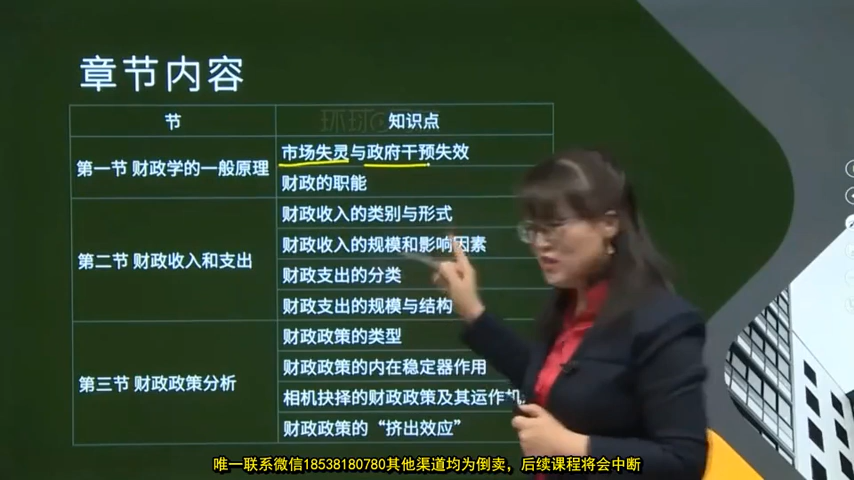 章节内容
节 知识点
第一节 财政学的一般原理
市场失灵与政府干预失效
财政的职能
第二节 财政收入和支出
财政收入的类别与形式
财政收入的规模和影响因素
财政支出的分类
财政支出的规模与结构
第三节 财政政策分析
财政政策的类型
财政政策的内在稳定器作用
相机抉择的财政政策及其运作机
财政政策的“挤出效应”
唯一联系微信18538180780其他渠道均为倒卖，后续课程将会中断